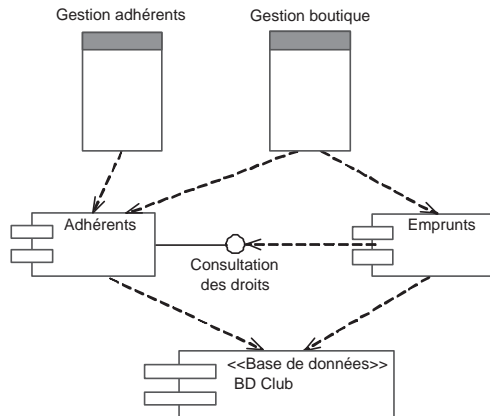 Gestion adhérents
Gestion boutique
Adhérents
Emprunts
Consultation
des droits
<<Base de données>>
BD Club